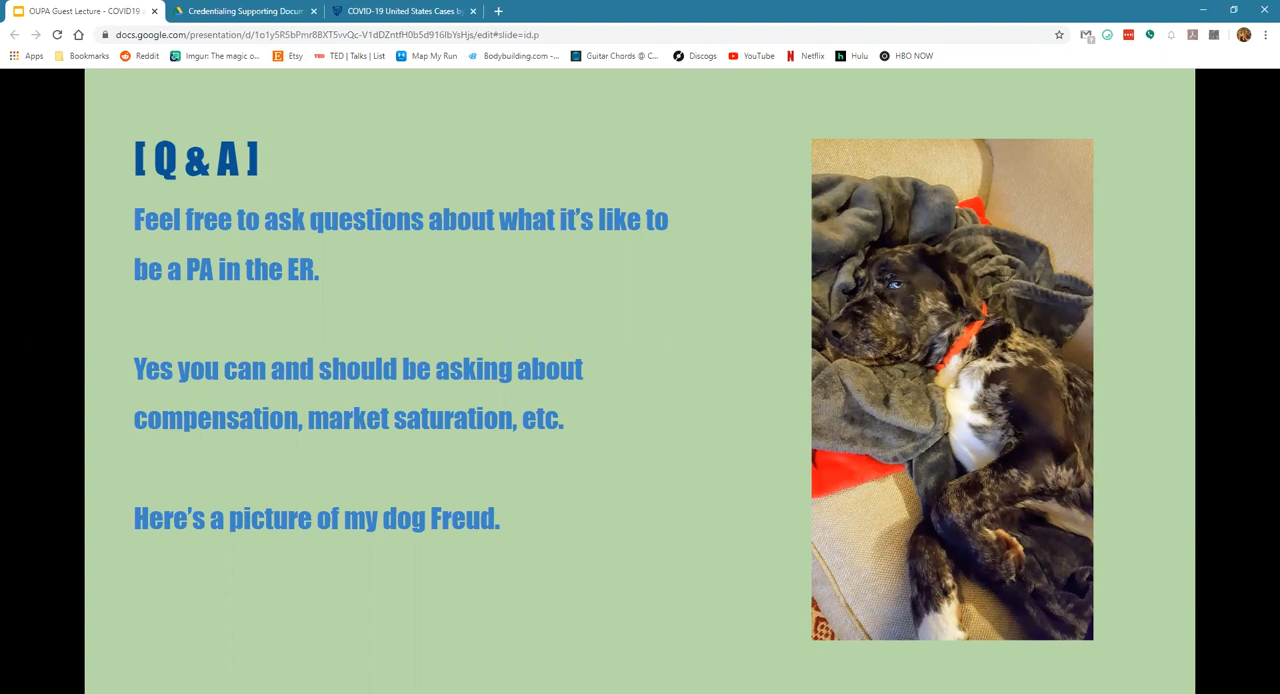 OUPA Guest Lecture - COVID19
Credentialing Supporting Docum
COVID-19 United States Cases by
docs.google.com/presentation/d/1o1y5R5bPmr8BXT5vvQc-V1dDZntfH0b5d916IbYsHjs/edit#slide=id.p
Apps
Bookmarks
Reddit
Imgur: The magic o...
Etsy
TED | Talks | List
Map My Run
Bodybuilding.com -...
Guitar Chords @ C...
Discogs
YouTube
Netflix
Hulu
HBO NOW
[ Q & A ]
Feel free to ask questions about what it’s like to
be a PA in the ER.
Yes you can and should be asking about
compensation, market saturation, etc.
Here’s a picture of my dog Freud.